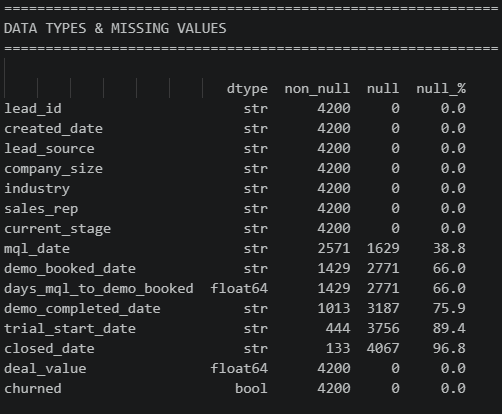 ============================================================
DATA TYPES & MISSING VALUES
============================================================
dtype non_null null null_%
lead_id str 4200 0 0.0
created_date str 4200 0 0.0
lead_source str 4200 0 0.0
company_size str 4200 0 0.0
industry str 4200 0 0.0
sales_rep str 4200 0 0.0
current_stage str 4200 0 0.0
mql_date str 2571 1629 38.8
demo_booked_date str 1429 2771 66.0
days_mql_to_demo_booked float64 1429 2771 66.0
demo_completed_date str 1013 3187 75.9
trial_start_date str 444 3756 89.4
closed_date str 133 4067 96.8
deal_value float64 4200 0 0.0
churned bool 4200 0 0.0